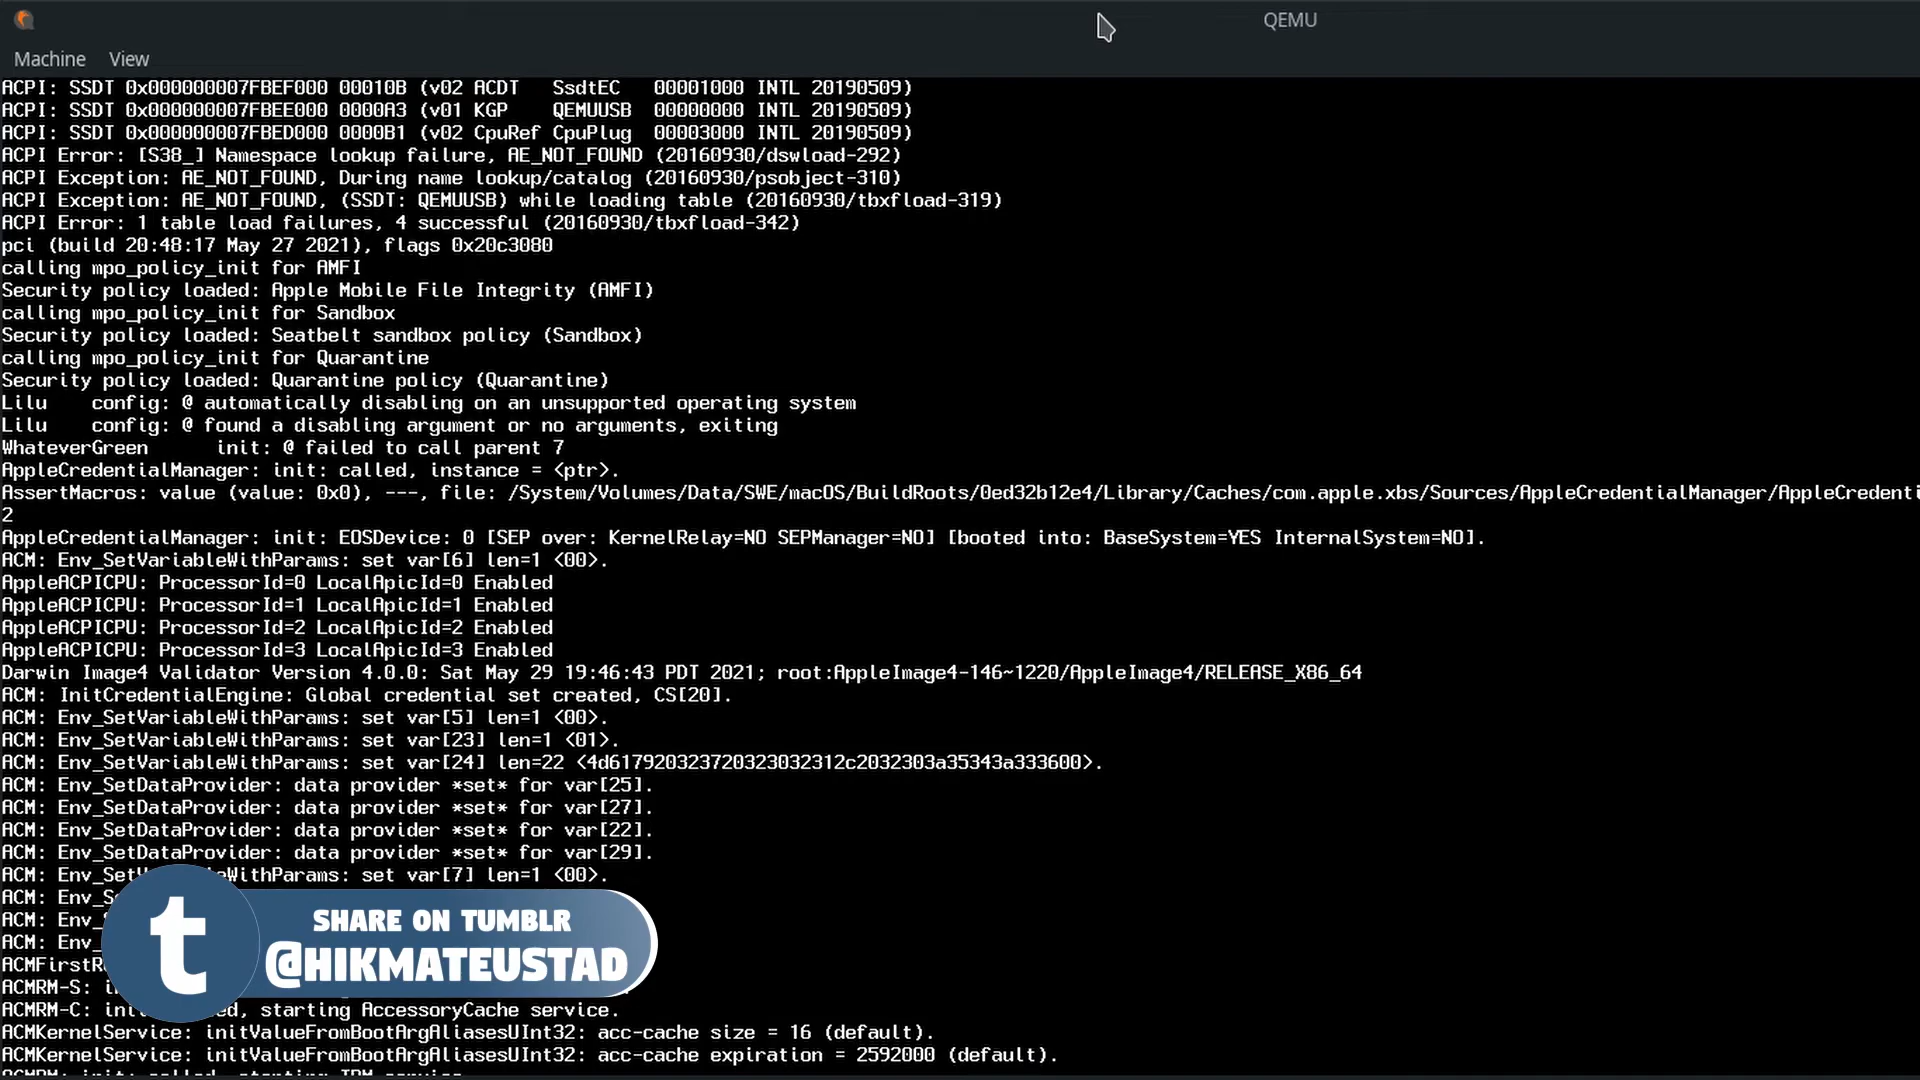 QEMU
Machine View
ACPI: SSDT 0x000000007FBEF000 00010B (v02 ACDT SsdtEC 00001000 INTL 20190509)
ACPI: SSDT 0x000000007FBEE000 0000A3 (v01 KGP QEMUUSB 00000000 INTL 20190509)
ACPI: SSDT 0x000000007FBED000 0000B1 (v02 CpuRef CpuPlug 00003000 INTL 20190509)
ACPI Error: [S38_] Namespace lookup failure, AE_NOT_FOUND (20160930/dswload-292)
ACPI Exception: AE_NOT_FOUND, During name lookup/catalog (20160930/psobject-310)
ACPI Exception: AE_NOT_FOUND, (SSDT: QEMUUSB) while loading table (20160930/tbxfload-319)
ACPI Error: 1 table load failures, 4 successful (20160930/tbxfload-342)
pci (build 20:48:17 May 27 2021), flags 0x20c3080
calling mpo_policy_init for AMFI
Security policy loaded: Apple Mobile File Integrity (AMFI)
calling mpo_policy_init for Sandbox
Security policy loaded: Seatbelt sandbox policy (Sandbox)
calling mpo_policy_init for Quarantine
Security policy loaded: Quarantine policy (Quarantine)
Lilu config: @ automatically disabling on an unsupported operating system
Lilu config: @ found a disabling argument or no arguments, exiting
WhateverGreen init: @ failed to call parent 7
AppleCredentialManager: init: called, instance = <ptr>.
AssertMacros: value (value: 0x0), ---, file: /System/Volumes/Data/SWE/macOS/BuildRoots/0ed32b12e4/Library/Caches/com.apple.xbs/Sources/AppleCredentialManager/AppleCredenti
2
AppleCredentialManager: init: EOSDevice: 0 [SEP over: KernelRelay=NO SEPManager=NO] [booted into: BaseSystem=YES InternalSystem=NO].
ACM: Env_SetVariableWithParams: set var[6] len=1 <00>.
AppleACPICPU: ProcessorId=0 LocalApicId=0 Enabled
AppleACPICPU: ProcessorId=1 LocalApicId=1 Enabled
AppleACPICPU: ProcessorId=2 LocalApicId=2 Enabled
AppleACPICPU: ProcessorId=3 LocalApicId=3 Enabled
Darwin Image4 Validator Version 4.0.0: Sat May 29 19:46:43 PDT 2021; root:AppleImage4-146~1220/AppleImage4/RELEASE_X86_64
ACM: InitCredentialEngine: Global credential set created, CS[20].
ACM: Env_SetVariableWithParams: set var[5] len=1 <00>.
ACM: Env_SetVariableWithParams: set var[23] len=1 <01>.
ACM: Env_SetVariableWithParams: set var[24] len=22 <4d617920323720323032312c2032303a35343a333600>.
ACM: Env_SetDataProvider: data provider *set* for var[25].
ACM: Env_SetDataProvider: data provider *set* for var[27].
ACM: Env_SetDataProvider: data provider *set* for var[22].
ACM: Env_SetDataProvider: data provider *set* for var[29].
ACM: Env_Set ableWithParams: set var[7] len=1 <00>.
ACM: Env_S
ACM: Env_
ACM: Env_
ACMFirstR
ACMRM-S:
ACMRM-C: init ed, starting AccessoryCache service.
ACMKernelService: initValueFromBootArgAliasesUInt32: acc-cache size = 16 (default).
ACMKernelService: initValueFromBootArgAliasesUInt32: acc-cache expiration = 2592000 (default).
t
SHARE ON TUMBLR
@HIKMATEUSTAD